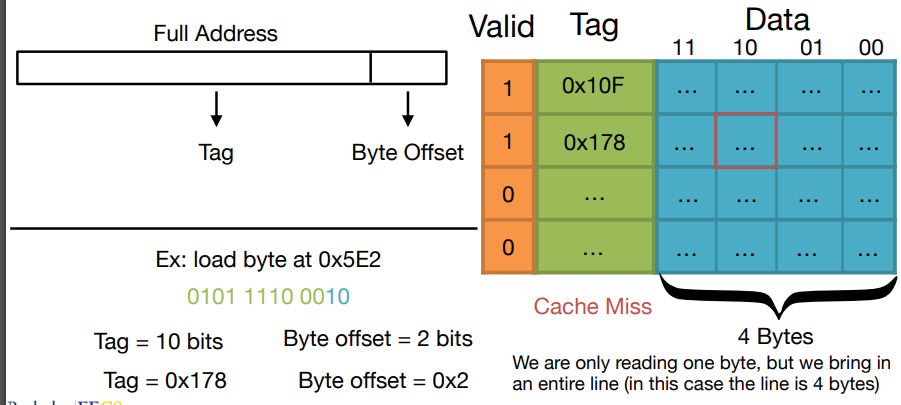 Full Address
Tag
Byte Offset
Ex: load byte at 0x5E2
0101 1110 0010
Tag = 10 bits
Byte offset = 2 bits
Tag = 0x178
Byte offset = 0x2
Valid Tag Data
11 10 01 00
1 0x10F ... ... ... ...
1 0x178 ... ... ... ...
0 ... ... ... ... ...
0 ... ... ... ... ...
Cache Miss
4 Bytes
We are only reading one byte, but we bring in
an entire line (in this case the line is 4 bytes)